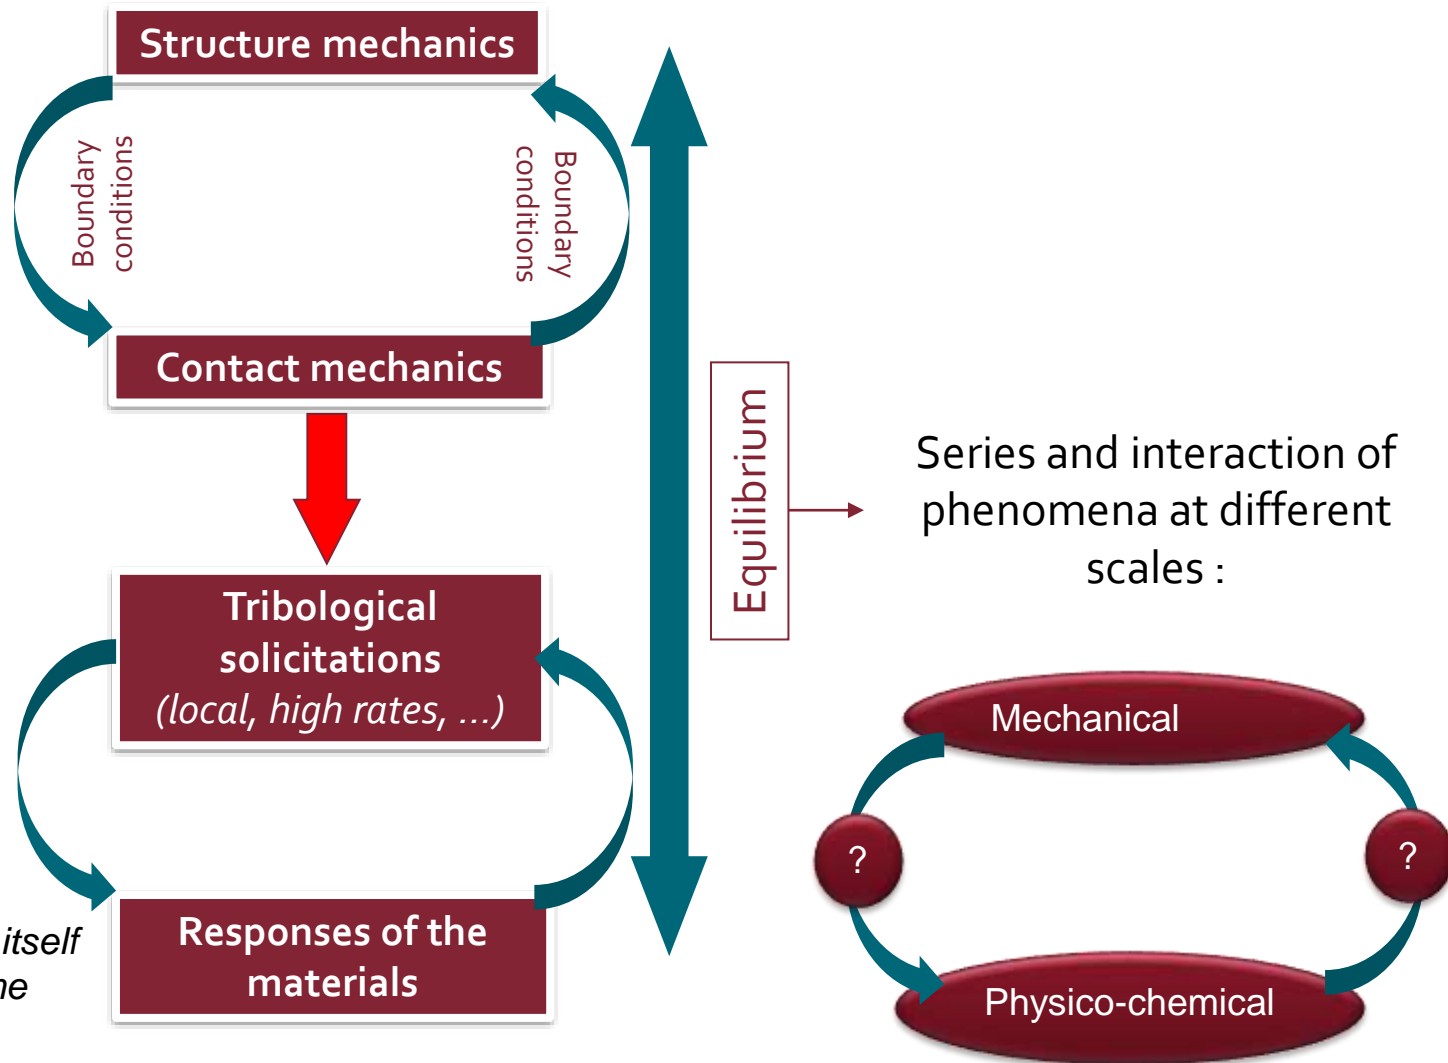 Structure mechanics
Boundary
conditions
Boundary
conditions
Contact mechanics
Equilibrium
Series and interaction of
phenomena at different
scales :
Tribological
solicitations
(local, high rates, ...)
Mechanical
?
?
Responses of the
materials
itself
Physico-chemical